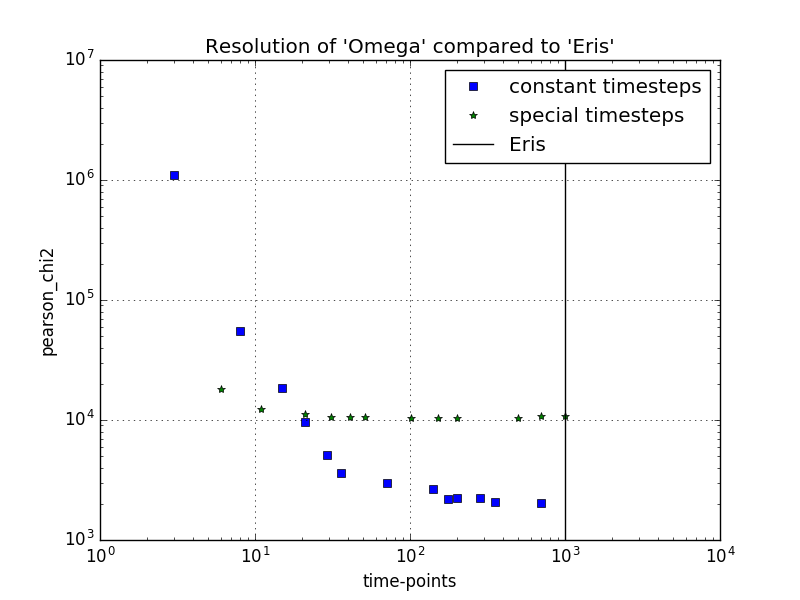 Resolution of 'Omega' compared to 'Eris'
constant timesteps
special timesteps
Eris
pearson_chi2
10^7
10^6
10^5
10^4
10^3
10^0 10^1 10^2 10^3 10^4
time-points